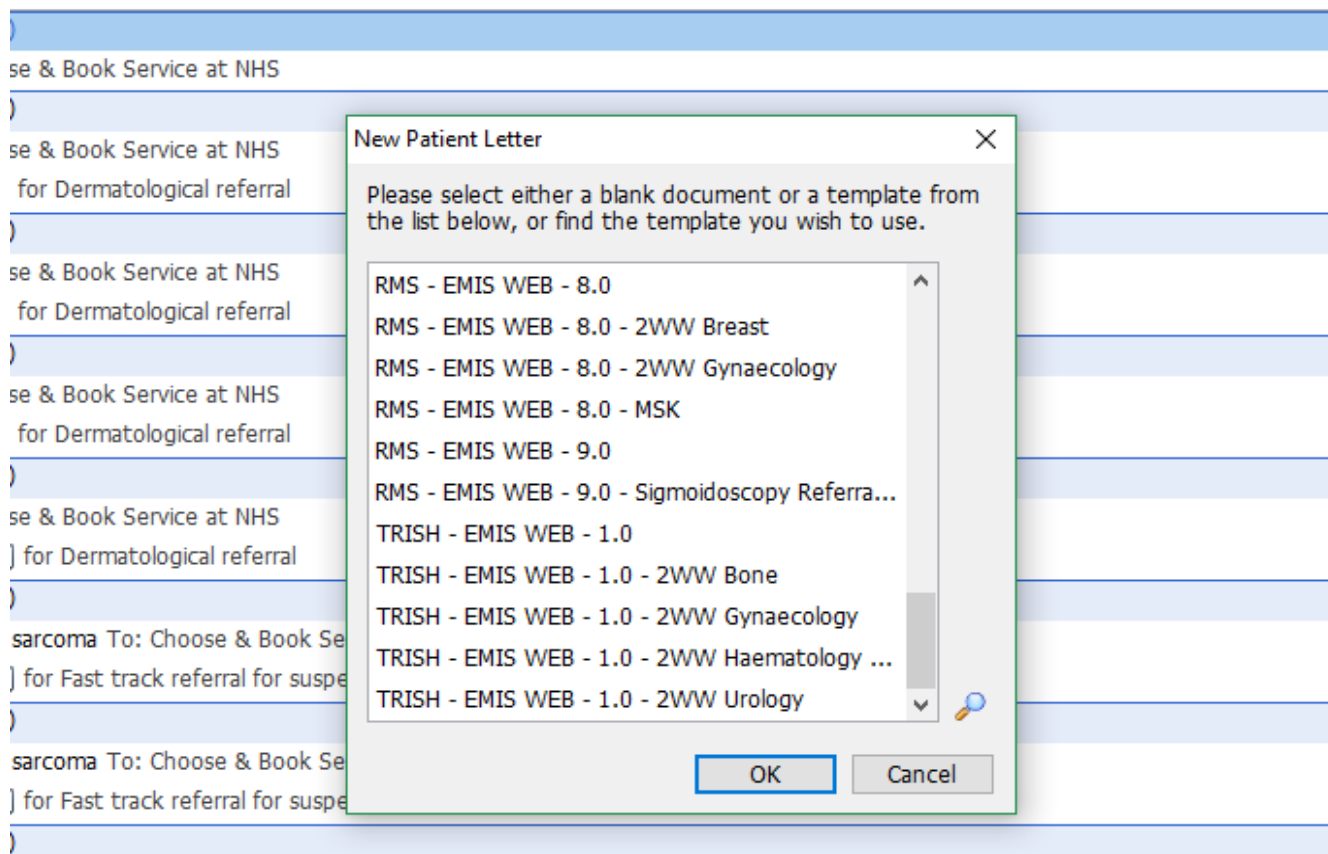 )
se & Book Service at NHS
)
se & Book Service at NHS
for Dermatological referral
)
se & Book Service at NHS
for Dermatological referral
)
se & Book Service at NHS
for Dermatological referral
)
se & Book Service at NHS
] for Dermatological referral
)
sarcoma To: Choose & Book Se
] for Fast track referral for suspe
)
sarcoma To: Choose & Book Se
] for Fast track referral for suspe
)
New Patient Letter
Please select either a blank document or a template from
the list below, or find the template you wish to use.
RMS - EMIS WEB - 8.0
RMS - EMIS WEB - 8.0 - 2WW Breast
RMS - EMIS WEB - 8.0 - 2WW Gynaecology
RMS - EMIS WEB - 8.0 - MSK
RMS - EMIS WEB - 9.0
RMS - EMIS WEB - 9.0 - Sigmoidoscopy Referra...
TRISH - EMIS WEB - 1.0
TRISH - EMIS WEB - 1.0 - 2WW Bone
TRISH - EMIS WEB - 1.0 - 2WW Gynaecology
TRISH - EMIS WEB - 1.0 - 2WW Haematology ...
TRISH - EMIS WEB - 1.0 - 2WW Urology
OK
Cancel